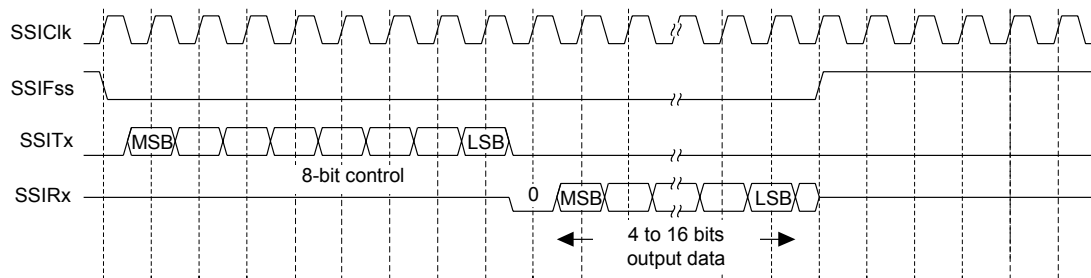 SSIClk
SSIFss
SSITx
MSB
LSB
8-bit control
SSIRx
0
MSB
LSB
4 to 16 bits
output data